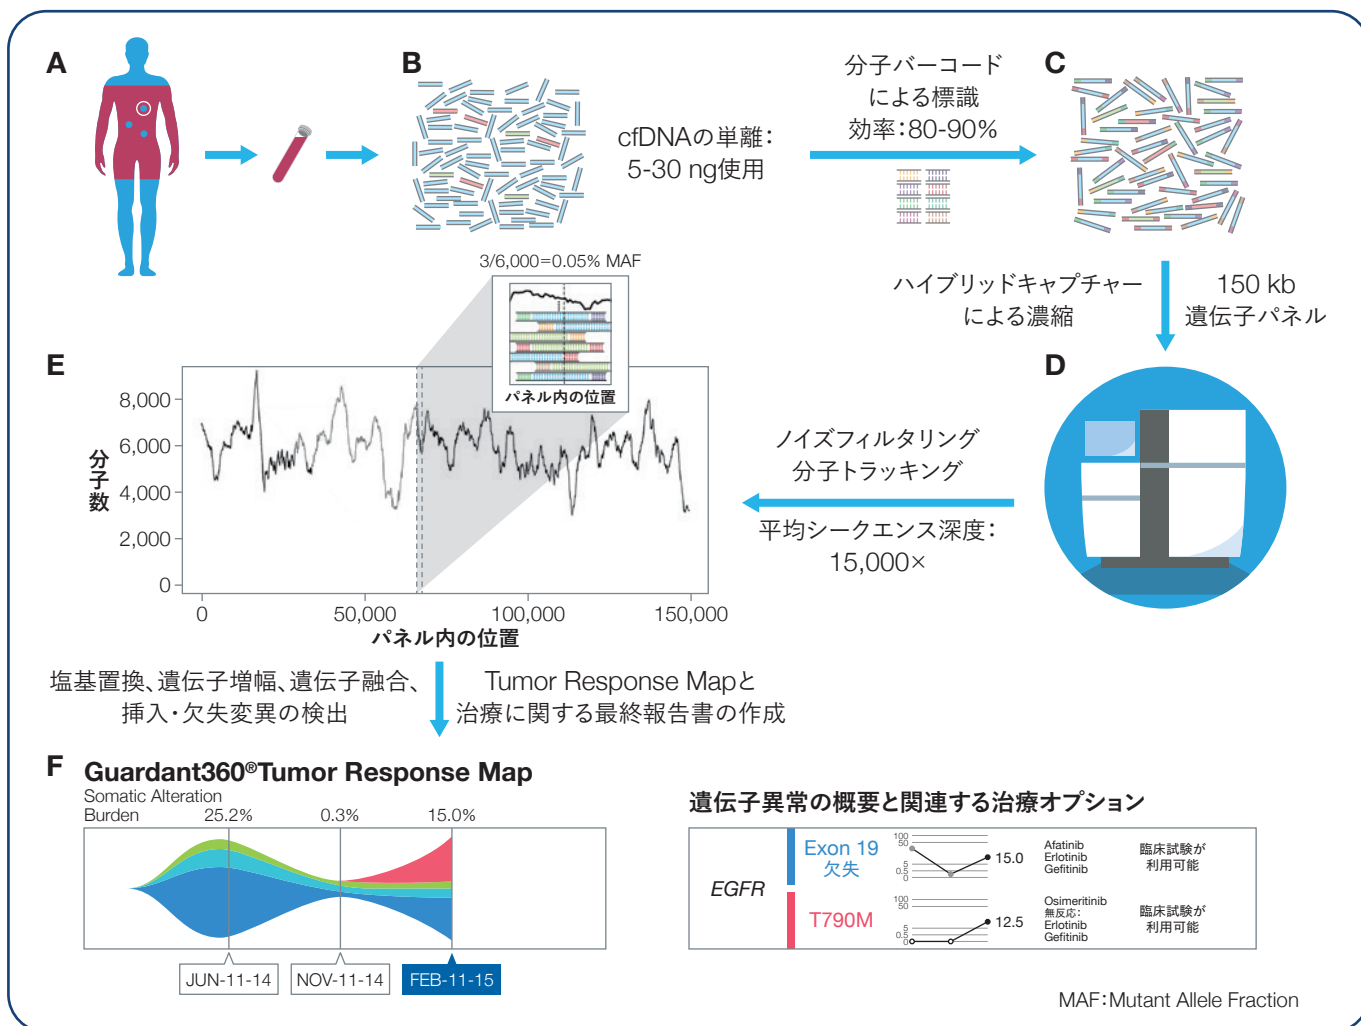 A
B
cfDNAの単離：
5-30 ng使用
分子バーコード
による標識
効率：80-90%
C
ハイブリッドキャプチャー
による濃縮
150 kb
遺伝子パネル
D
ノイズフィルタリング
分子トラッキング
平均シークエンス深度：
15,000×
3/6,000=0.05% MAF
パネル内の位置
E
分子数
8,000
6,000
4,000
2,000
0
0
50,000
100,000
150,000
パネル内の位置
塩基置換、遺伝子増幅、遺伝子融合、
挿入・欠失変異の検出
Tumor Response Mapと
治療に関する最終報告書の作成
F
Guardant360®Tumor Response Map
Somatic Alteration
Burden
25.2%
0.3%
15.0%
JUN-11-14
NOV-11-14
FEB-11-15
遺伝子異常の概要と関連する治療オプション
EGFR
Exon 19
欠失
100
50
5
0.5
0
15.0
Afatinib
Erlotinib
Gefitinib
臨床試験が
利用可能
T790M
100
50
5
0.5
0
12.5
Osimeritinib
無反応：
Erlotinib
Gefitinib
臨床試験が
利用可能
MAF：Mutant Allele Fraction